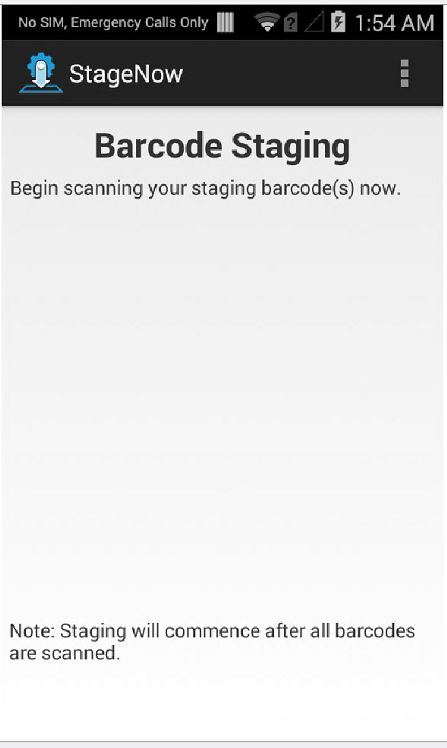 No SIM, Emergency Calls Only 1:54 AM
StageNow
Barcode Staging
Begin scanning your staging barcode(s) now.
Note: Staging will commence after all barcodes
are scanned.